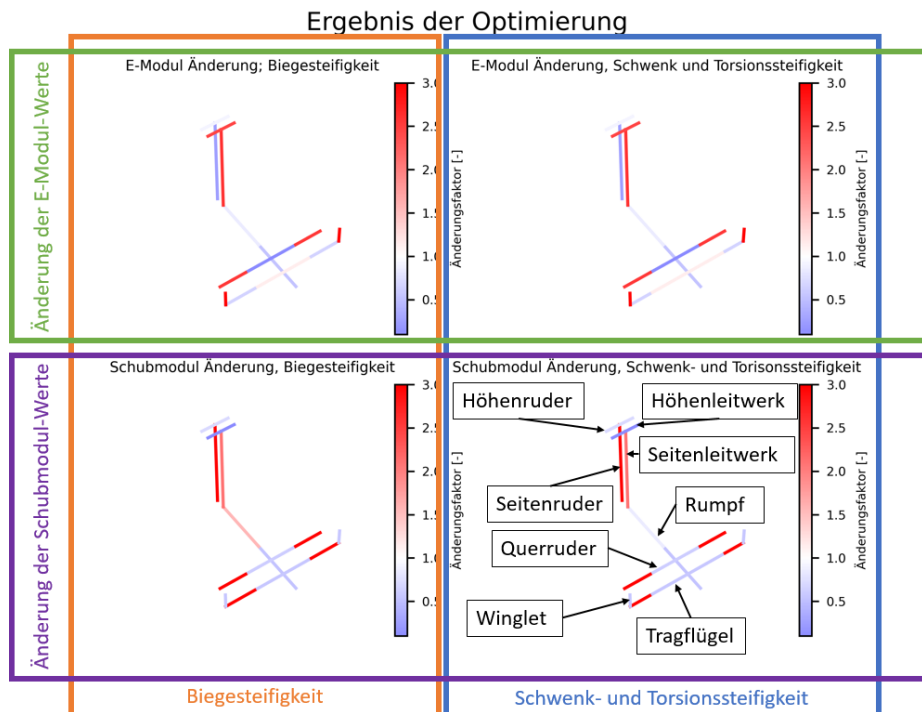 Ergebnis der Optimierung
Änderung der E-Modul-Werte
E-Modul Änderung; Biegesteifigkeit
3.0
2.5
2.0
1.5
1.0
0.5
Änderungsfaktor [-]
E-Modul Änderung, Schwenk und Torsionssteifigkeit
3.0
2.5
2.0
1.5
1.0
0.5
Änderungsfaktor [-]
Änderung der Schubmodul-Werte
Schubmodul Änderung, Biegesteifigkeit
3.0
2.5
2.0
1.5
1.0
0.5
Änderungsfaktor [-]
Schubmodul Änderung, Schwenk- und Torisonssteifigkeit
Höhenruder
Höhenleitwerk
Seitenleitwerk
Seitenruder
Rumpf
Querruder
Winglet
Tragflügel
3.0
2.5
2.0
1.5
1.0
0.5
Änderungsfaktor [-]
Biegesteifigkeit
Schwenk- und Torsionssteifigkeit